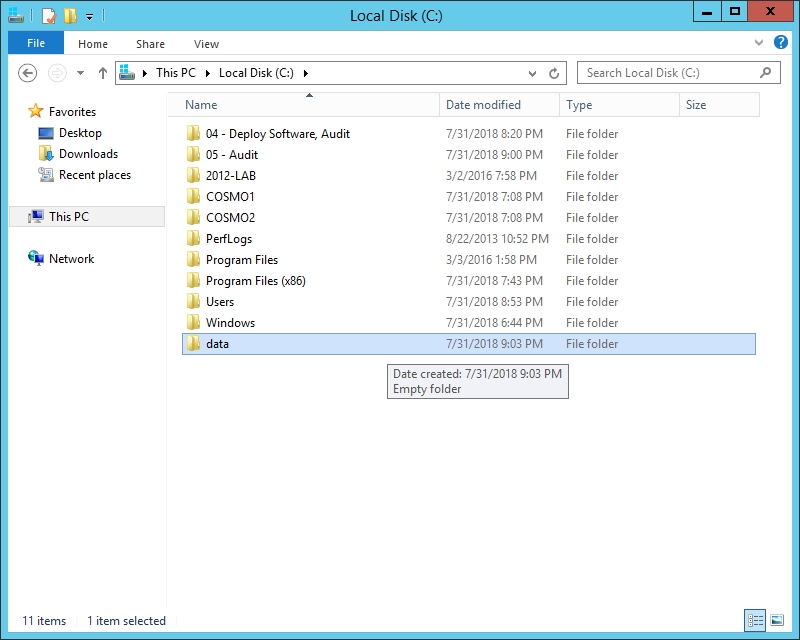 Local Disk (C:)
File Home Share View
This PC Local Disk (C:) Search Local Disk (C:)
Favorites
Desktop
Downloads
Recent places
This PC
Network
Name Date modified Type Size
04 - Deploy Software, Audit 7/31/2018 8:20 PM File folder
05 - Audit 7/31/2018 9:00 PM File folder
2012-LAB 3/2/2016 7:58 PM File folder
COSMO1 7/31/2018 7:08 PM File folder
COSMO2 7/31/2018 7:08 PM File folder
PerfLogs 8/22/2013 10:52 PM File folder
Program Files 3/3/2016 1:58 PM File folder
Program Files (x86) 7/31/2018 7:43 PM File folder
Users 7/31/2018 8:53 PM File folder
Windows 7/31/2018 6:44 PM File folder
data 7/31/2018 9:03 PM File folder
Date created: 7/31/2018 9:03 PM
Empty folder
11 items 1 item selected